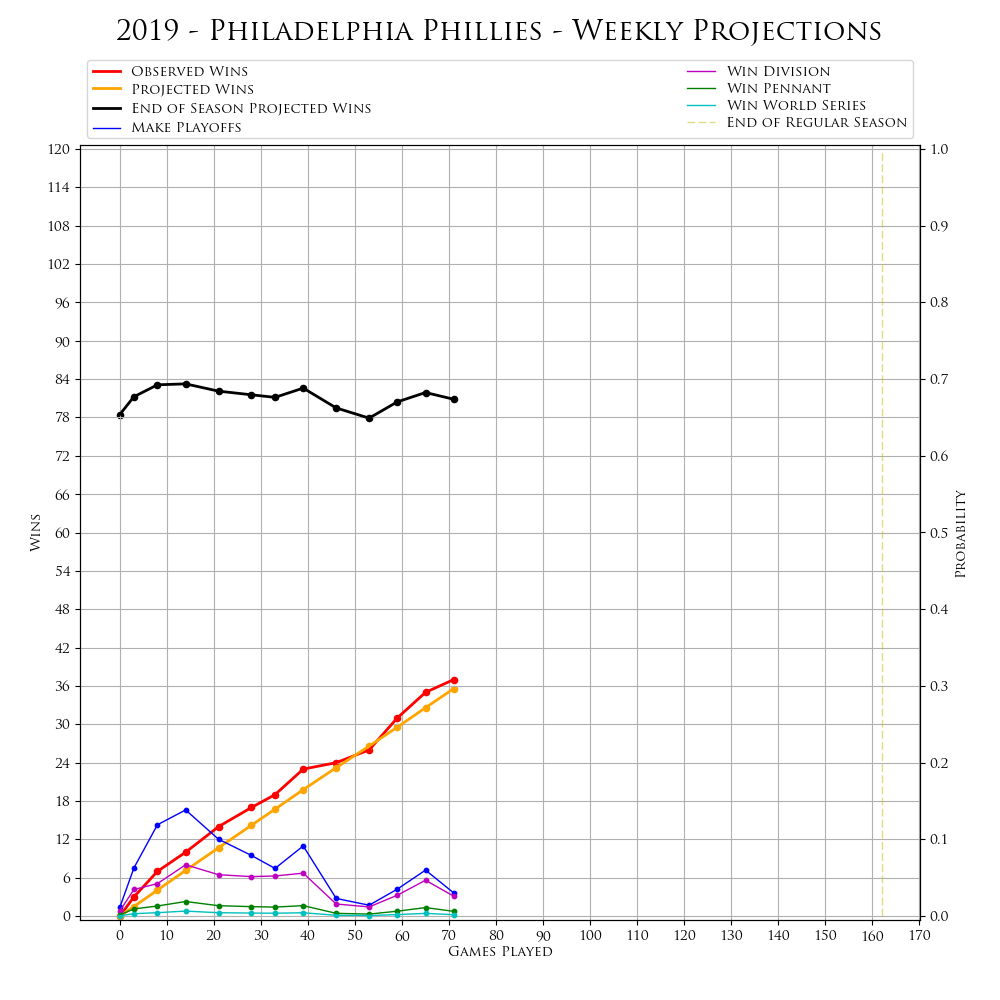 2019 - Philadelphia Phillies - Weekly Projections
Observed Wins
Projected Wins
End of Season Projected Wins
Make Playoffs
Win Division
Win Pennant
Win World Series
End of Regular Season
120
114
108
102
96
90
84
78
72
66
60
54
48
42
36
30
24
18
12
6
0
Wins
1.0
0.9
0.8
0.7
0.6
0.5
0.4
0.3
0.2
0.1
0.0
Probability
0 10 20 30 40 50 60 70 80 90 100 110 120 130 140 150 160 170
Games Played